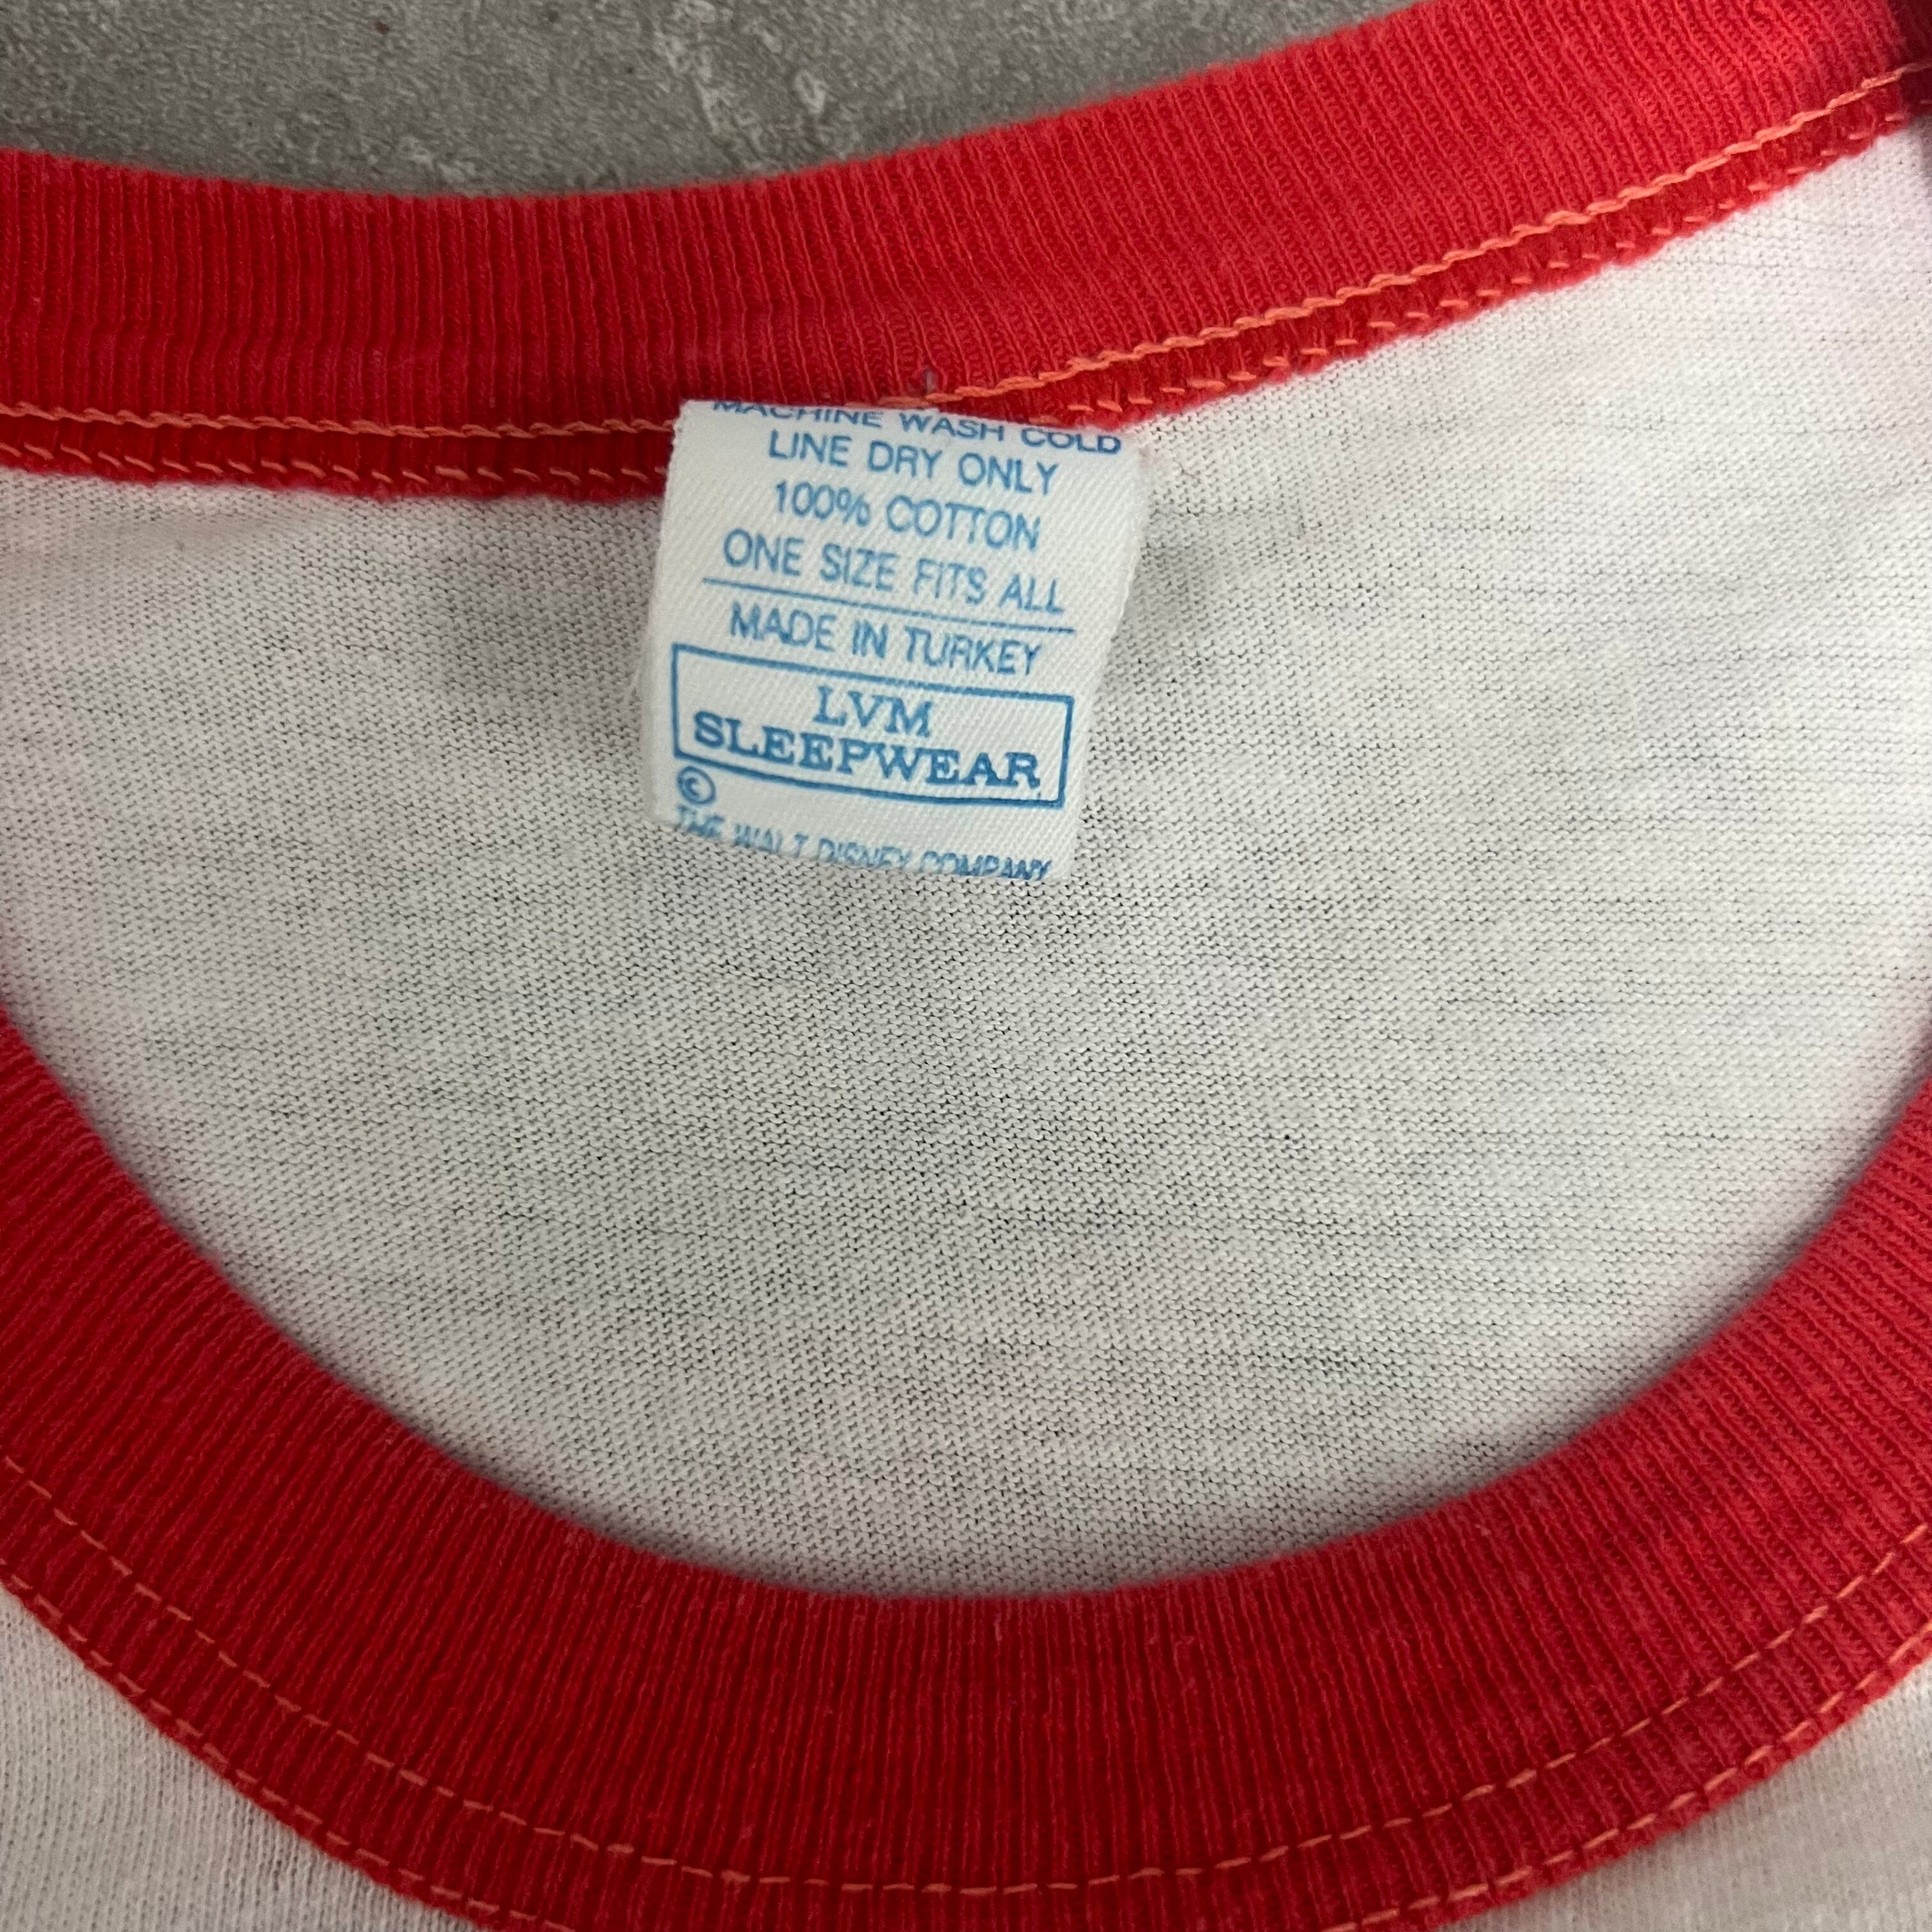 MACHINE WASH COLD
LINE DRY ONLY
100% COTTON
ONE SIZE FITS ALL
MADE IN TURKEY
LVM
SLEEPWEAR
©
THE WALT DISNEY COMPANY